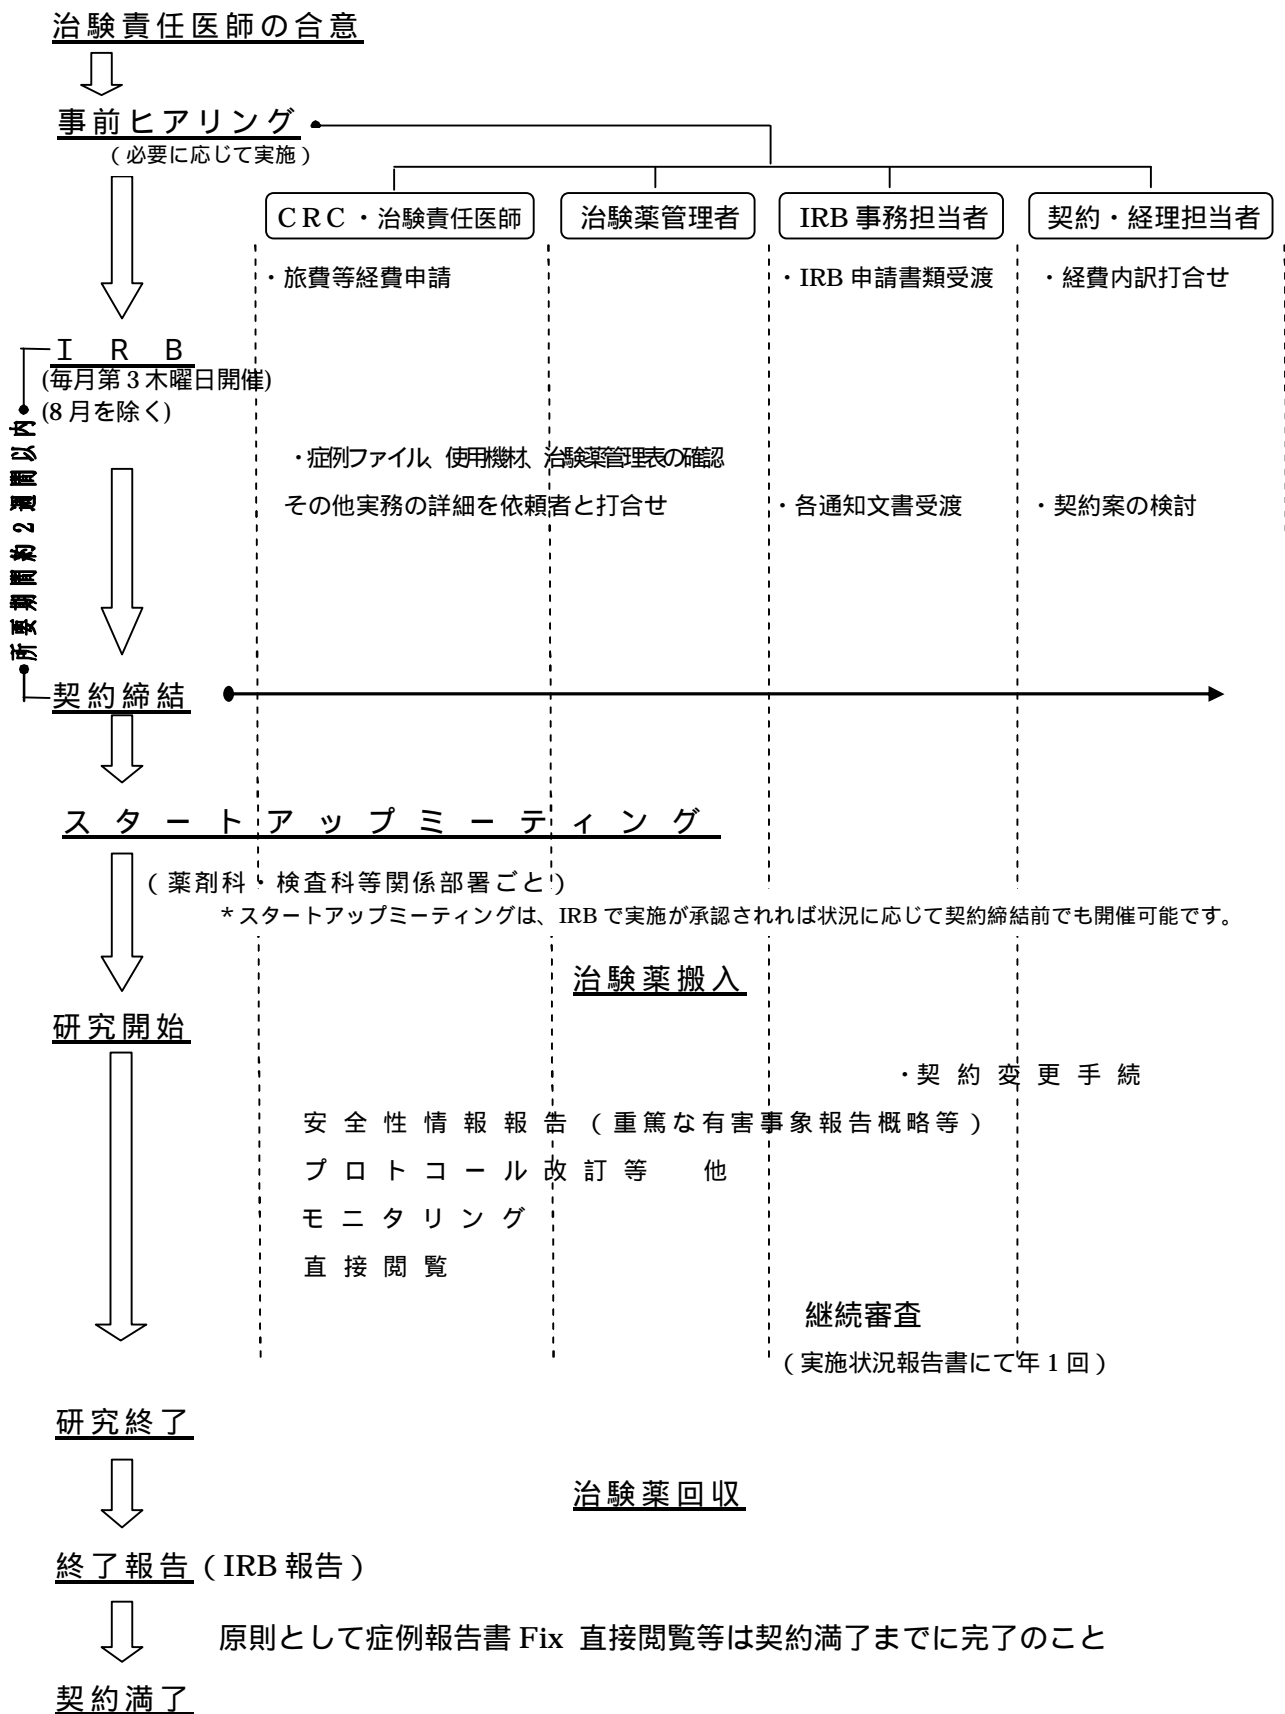 治験責任医師の合意
事前ヒアリング
（必要に応じて実施）
CRC・治験責任医師 治験薬管理者 IRB 事務担当者 契約・経理担当者
・旅費等経費申請 ・IRB 申請書類受渡 ・経費内訳打合せ
ＩＲＢ
(毎月第 3 木曜日開催)
(8 月を除く)
所要期間約２週間以内
・症例ファイル、使用機材、治験薬管理表の確認
その他実務の詳細を依頼者と打合せ ・各通知文書受渡 ・契約案の検討
契約締結
スタートアップミーティング
（薬剤科・検査科等関係部署ごと）
*スタートアップミーティングは、IRB で実施が承認されれば状況に応じて契約締結前でも開催可能です。
治験薬搬入
研究開始
・契約変更手続
安全性情報報告（重篤な有害事象報告概略等）
プロトコール改訂等　他
モニタリング
直接閲覧
継続審査
（実施状況報告書にて年 1 回）
研究終了
治験薬回収
終了報告（IRB 報告）
原則として症例報告書 Fix 直接閲覧等は契約満了までに完了のこと
契約満了